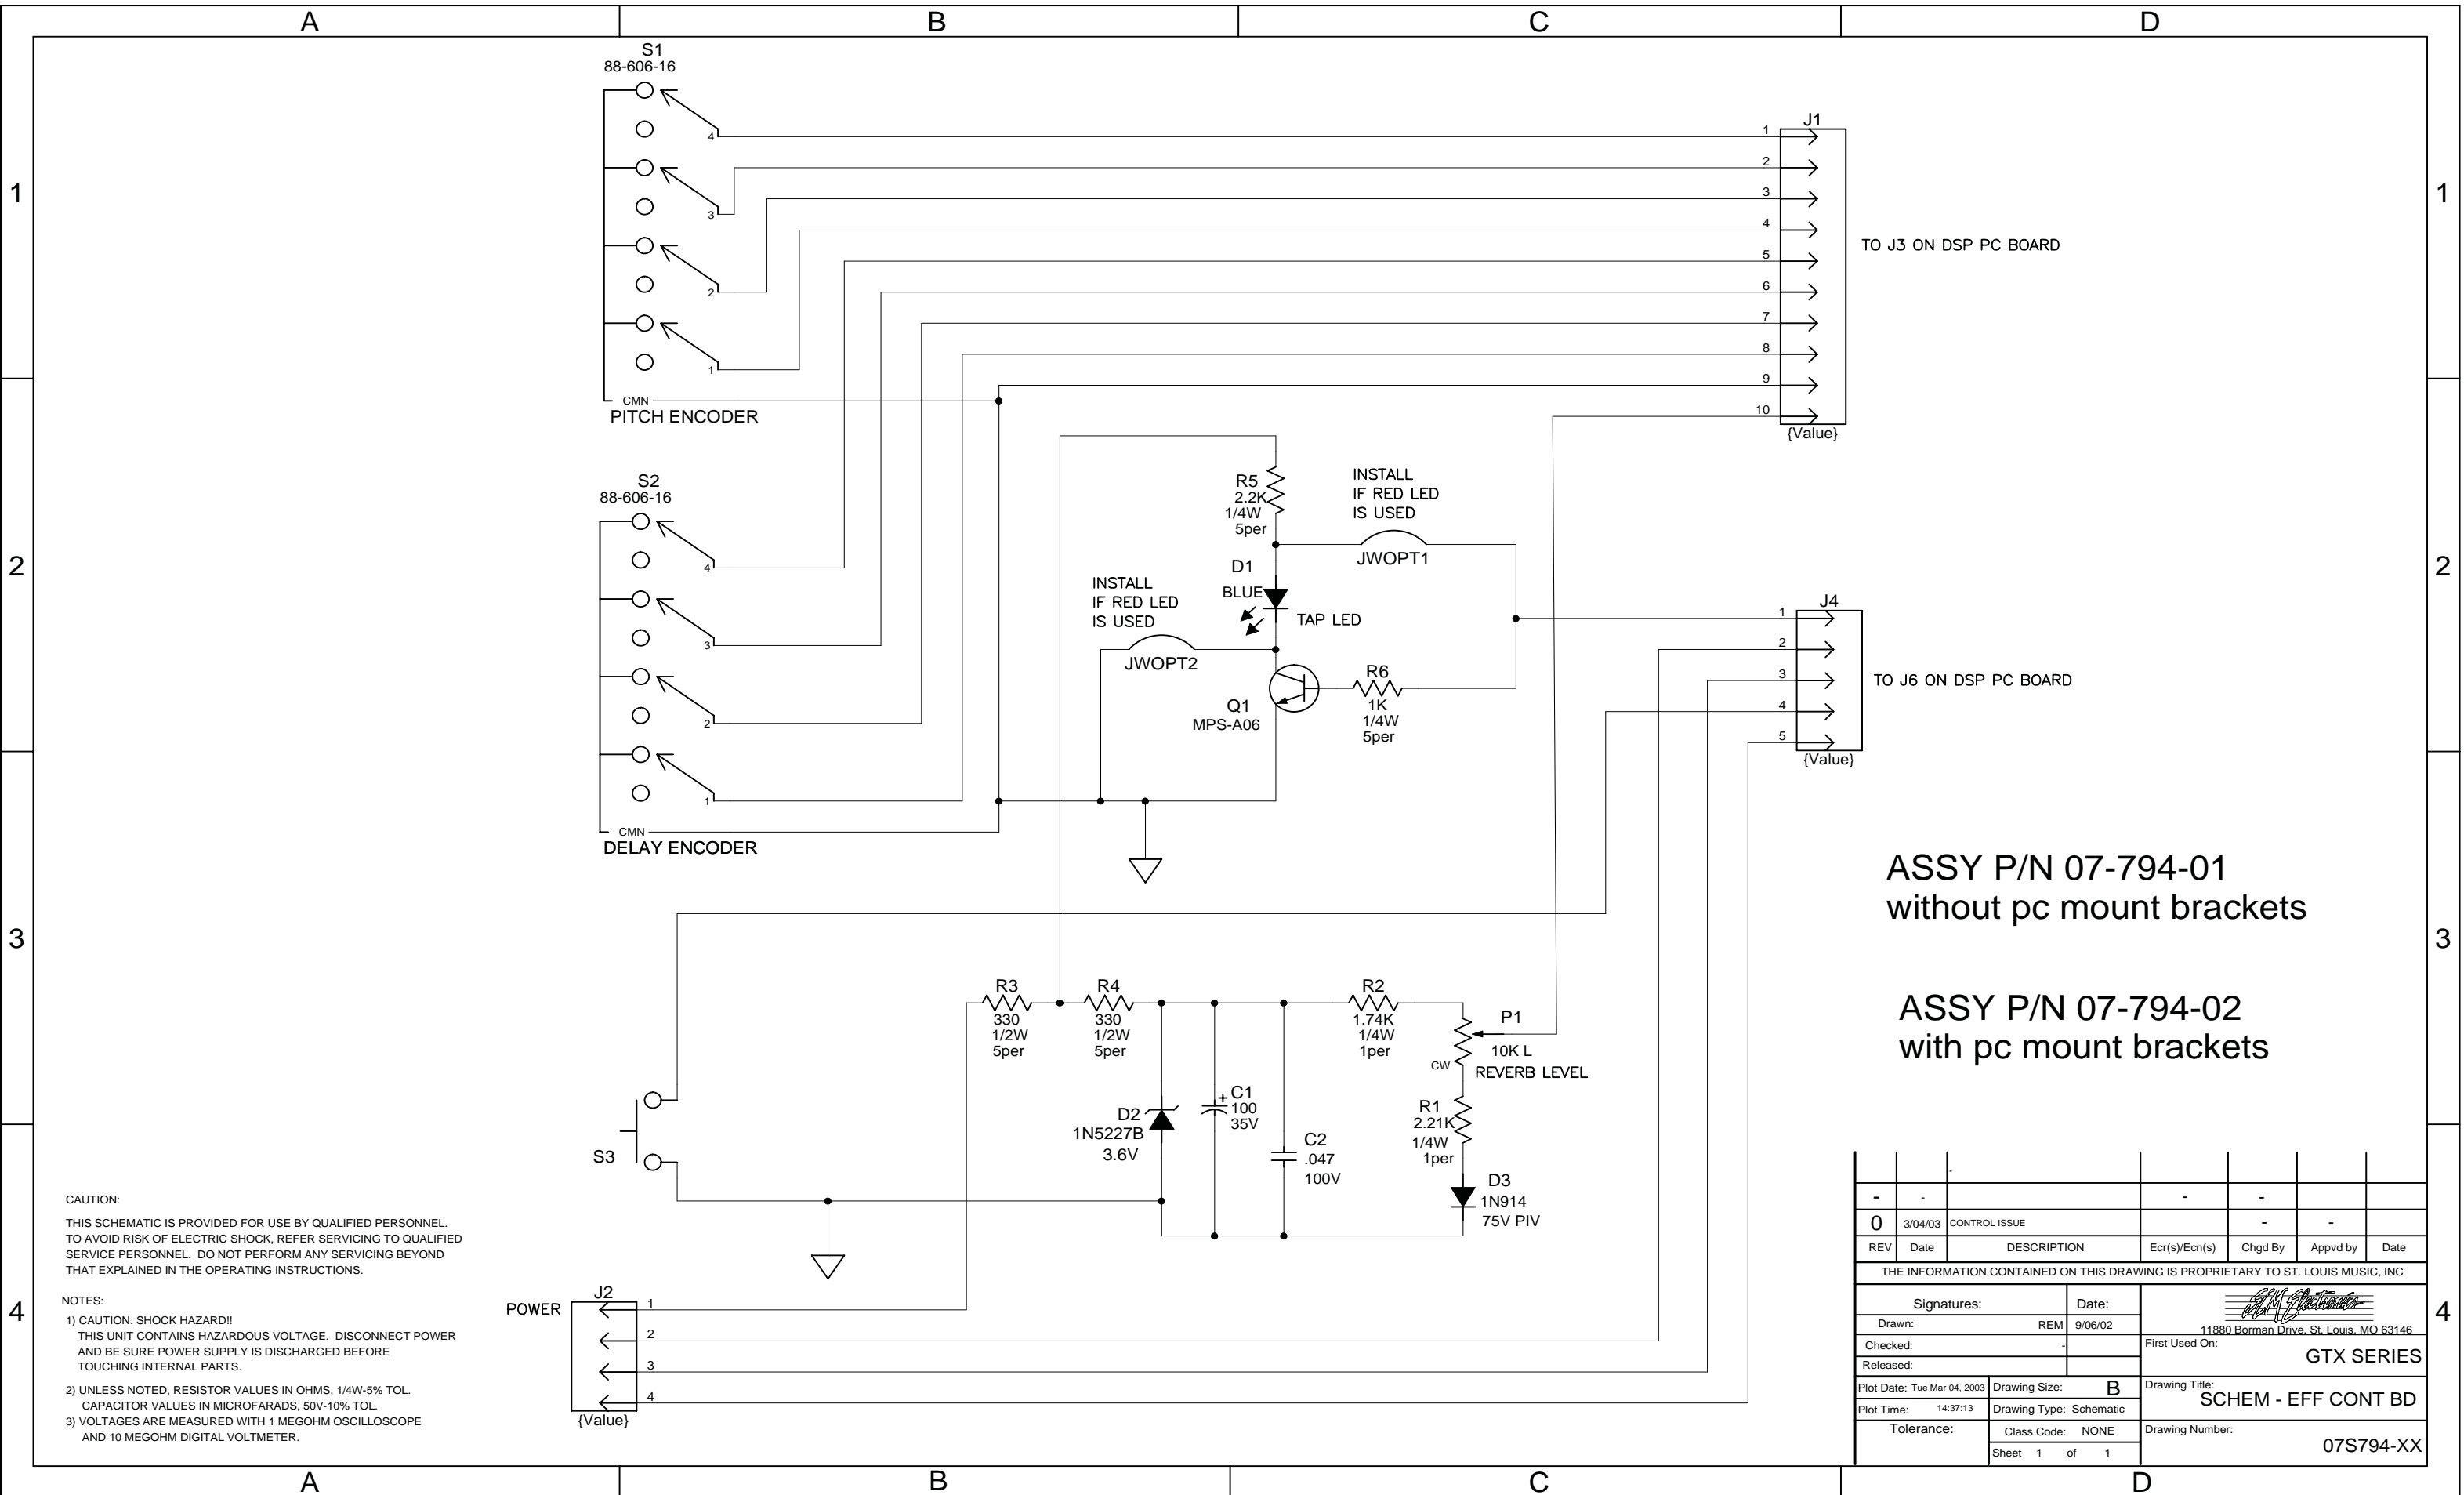 A B C D
S1
88-606-16
4
3
2
1
CMN
PITCH ENCODER
J1
1
2
3
4
5
6
7
8
9
10
{Value}
TO J3 ON DSP PC BOARD
1
1
S2
88-606-16
4
3
2
1
CMN
DELAY ENCODER
R5
2.2K
1/4W
5per
INSTALL
IF RED LED
IS USED
JWOPT1
D1
BLUE
TAP LED
INSTALL
IF RED LED
IS USED
JWOPT2
Q1
MPS-A06
R6
1K
1/4W
5per
J4
1
2
3
4
5
{Value}
TO J6 ON DSP PC BOARD
2
2
ASSY P/N 07-794-01
without pc mount brackets
ASSY P/N 07-794-02
with pc mount brackets
3
3
R3
330
1/2W
5per
R4
330
1/2W
5per
R2
1.74K
1/4W
1per
P1
10K L
CW
REVERB LEVEL
D2
1N5227B
3.6V
+
C1
100
35V
C2
.047
100V
R1
2.21K
1/4W
1per
D3
1N914
75V PIV
S3
POWER
J2
1
2
3
4
{Value}
4
4
CAUTION:
THIS SCHEMATIC IS PROVIDED FOR USE BY QUALIFIED PERSONNEL.
TO AVOID RISK OF ELECTRIC SHOCK, REFER SERVICING TO QUALIFIED
SERVICE PERSONNEL. DO NOT PERFORM ANY SERVICING BEYOND
THAT EXPLAINED IN THE OPERATING INSTRUCTIONS.
NOTES:
1) CAUTION: SHOCK HAZARD!!
THIS UNIT CONTAINS HAZARDOUS VOLTAGE. DISCONNECT POWER
AND BE SURE POWER SUPPLY IS DISCHARGED BEFORE
TOUCHING INTERNAL PARTS.
2) UNLESS NOTED, RESISTOR VALUES IN OHMS, 1/4W-5% TOL.
CAPACITOR VALUES IN MICROFARADS, 50V-10% TOL.
3) VOLTAGES ARE MEASURED WITH 1 MEGOHM OSCILLOSCOPE
AND 10 MEGOHM DIGITAL VOLTMETER.
-
- - - -
0 3/04/03 CONTROL ISSUE - -
REV Date DESCRIPTION Ecr(s)/Ecn(s) Chgd By Appvd by Date
THE INFORMATION CONTAINED ON THIS DRAWING IS PROPRIETARY TO ST. LOUIS MUSIC, INC
Signatures: Date:
Drawn: REM 9/06/02
Checked: -
Released:
SLM Electronics
11880 Borman Drive, St. Louis, MO 63146
First Used On:
GTX SERIES
Plot Date: Tue Mar 04, 2003 Drawing Size: B
Plot Time: 14:37:13 Drawing Type: Schematic
Tolerance: Class Code: NONE
Sheet 1 of 1
Drawing Title:
SCHEM - EFF CONT BD
Drawing Number:
07S794-XX
A B C D